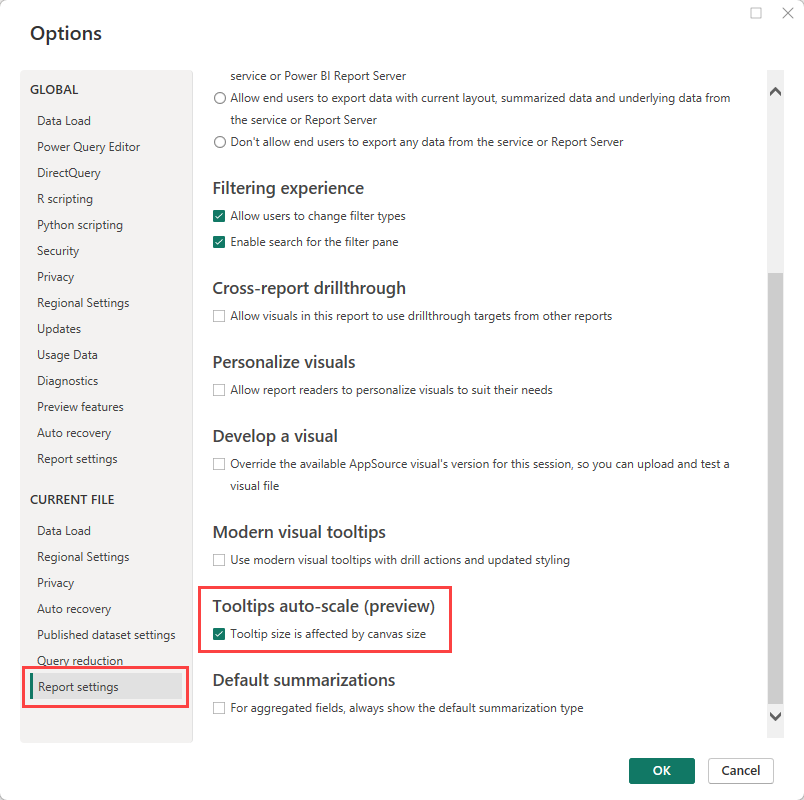 Options
GLOBAL
Data Load
Power Query Editor
DirectQuery
R scripting
Python scripting
Security
Privacy
Regional Settings
Updates
Usage Data
Diagnostics
Preview features
Auto recovery
Report settings
CURRENT FILE
Data Load
Regional Settings
Privacy
Auto recovery
Published dataset settings
Query reduction
Report settings
service or Power BI Report Server
Allow end users to export data with current layout, summarized data and underlying data from
the service or Report Server
Don't allow end users to export any data from the service or Report Server
Filtering experience
Allow users to change filter types
Enable search for the filter pane
Cross-report drillthrough
Allow visuals in this report to use drillthrough targets from other reports
Personalize visuals
Allow report readers to personalize visuals to suit their needs
Develop a visual
Override the available AppSource visual's version for this session, so you can upload and test a
visual file
Modern visual tooltips
Use modern visual tooltips with drill actions and updated styling
Tooltips auto-scale (preview)
Tooltip size is affected by canvas size
Default summarizations
For aggregated fields, always show the default summarization type
OK
Cancel